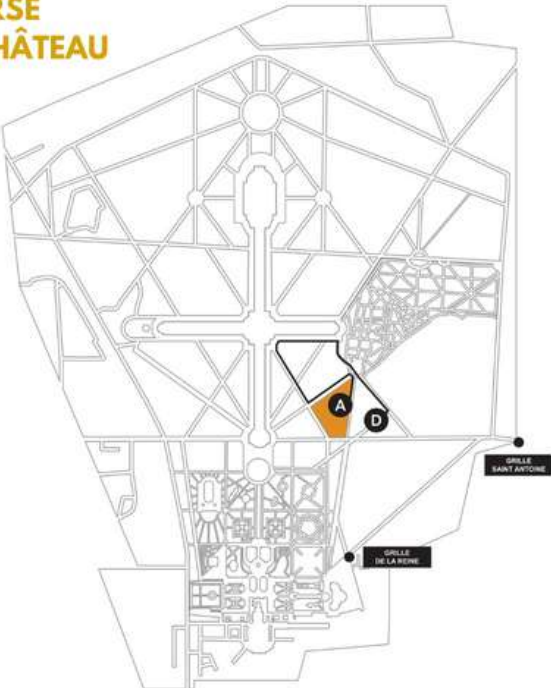 RSE
HÂTEAU
A
D
GRILLE
SAINT ANTOINE
GRILLE
DE LA REINE